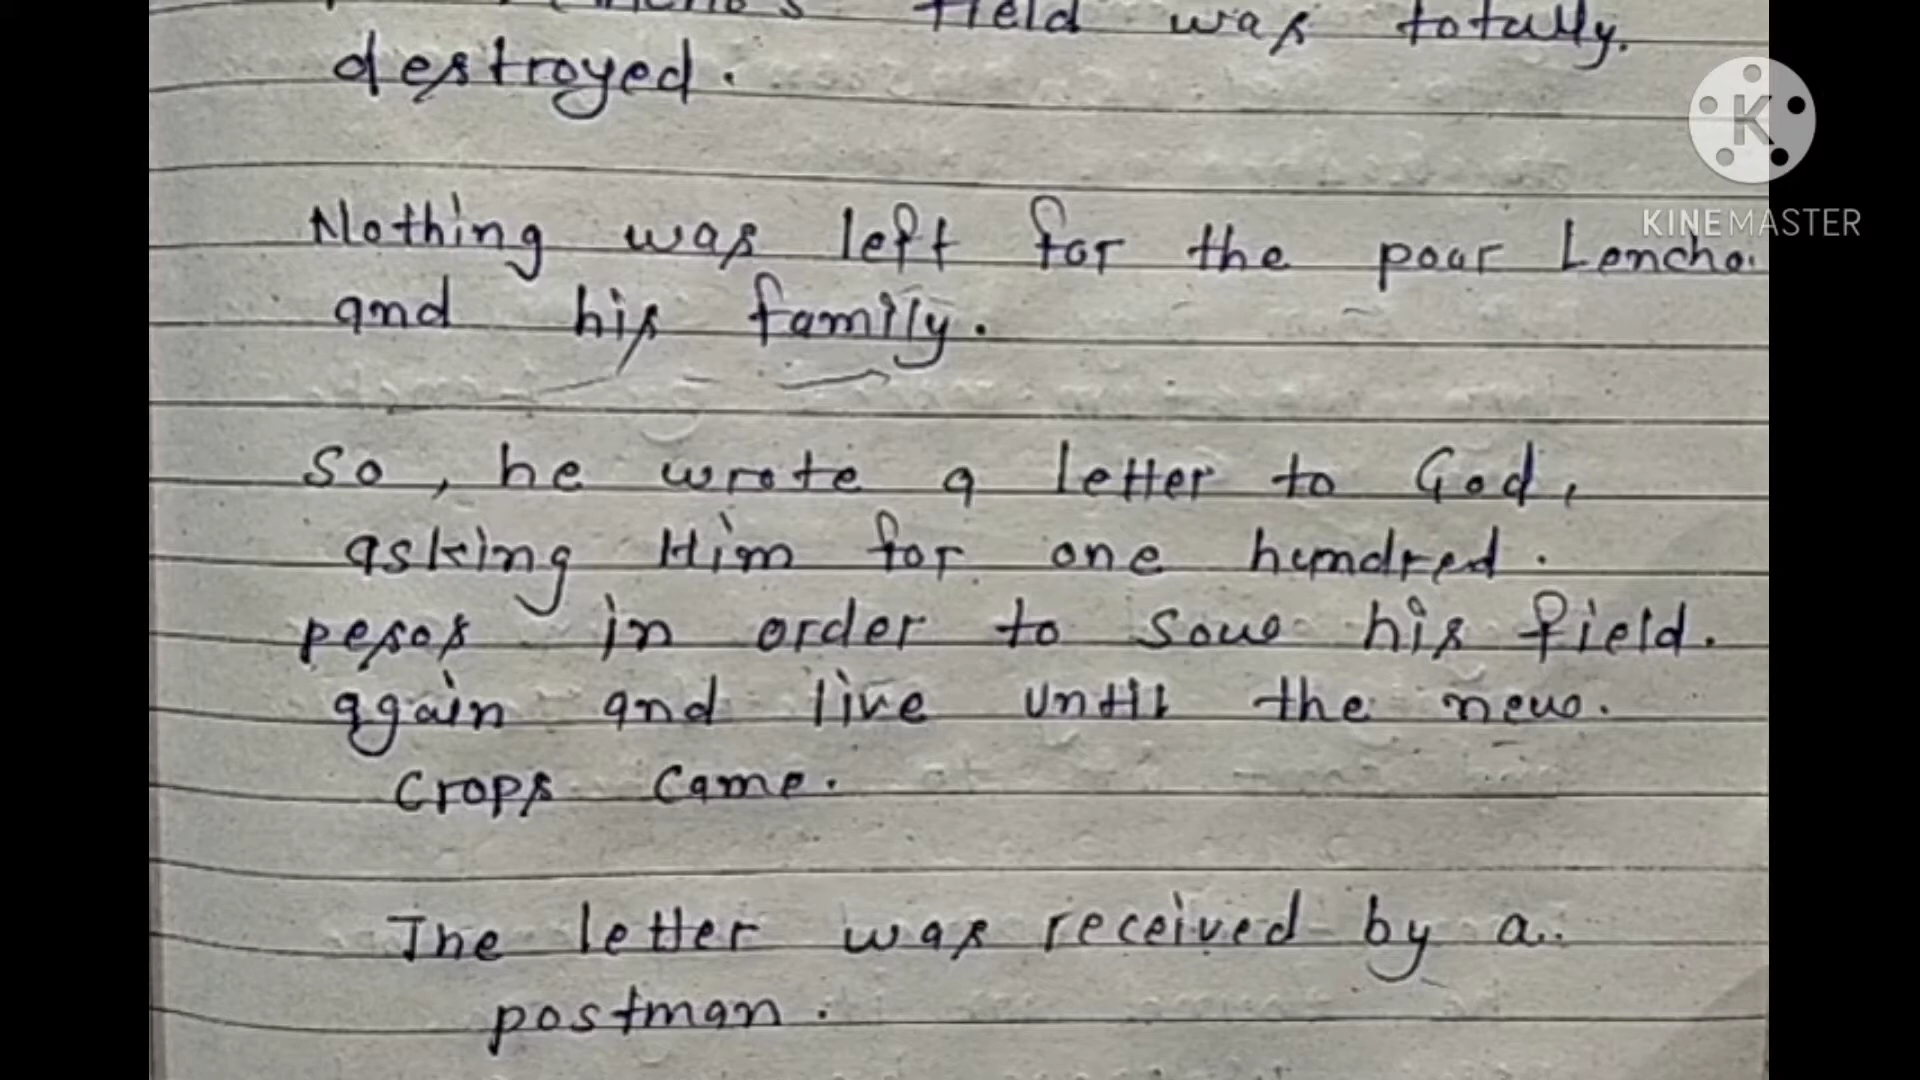 field was totally.
destroyed.
Nothing was left for the poor Lencho.
and his family.
So, he wrote a letter to God,
asking Him for one hundred.
pesos in order to sow his field.
again and live until the new.
crops came.
The letter was received by a.
postman.
K
KINEMASTER